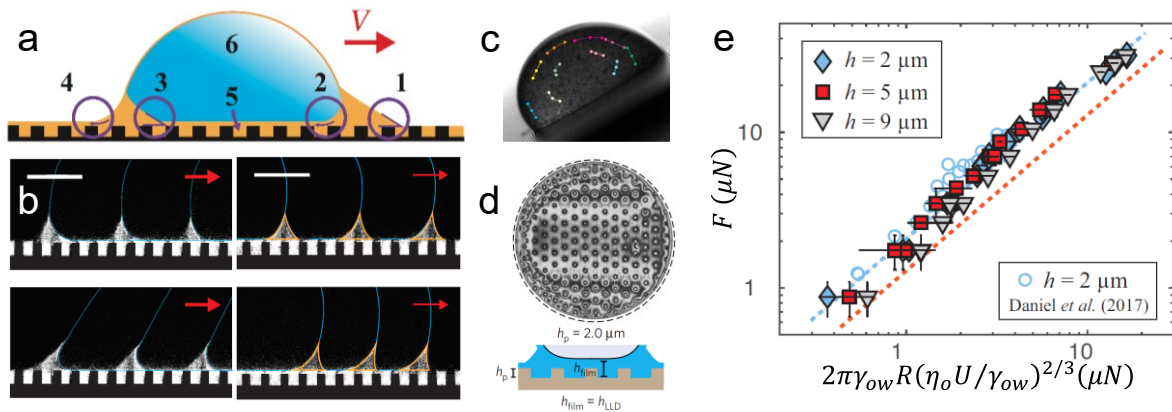 a
V
6
4
3
5
2
1
b
c
d
h_p = 2.0 μm
h_p
h_film
h_film = h_LLD
e
h = 2 μm
h = 5 μm
h = 9 μm
F (μN)
10
1
h = 2 μm
Daniel et al. (2017)
1
10
2πγ_ow R(η_o U/γ_ow)^{2/3} (μN)